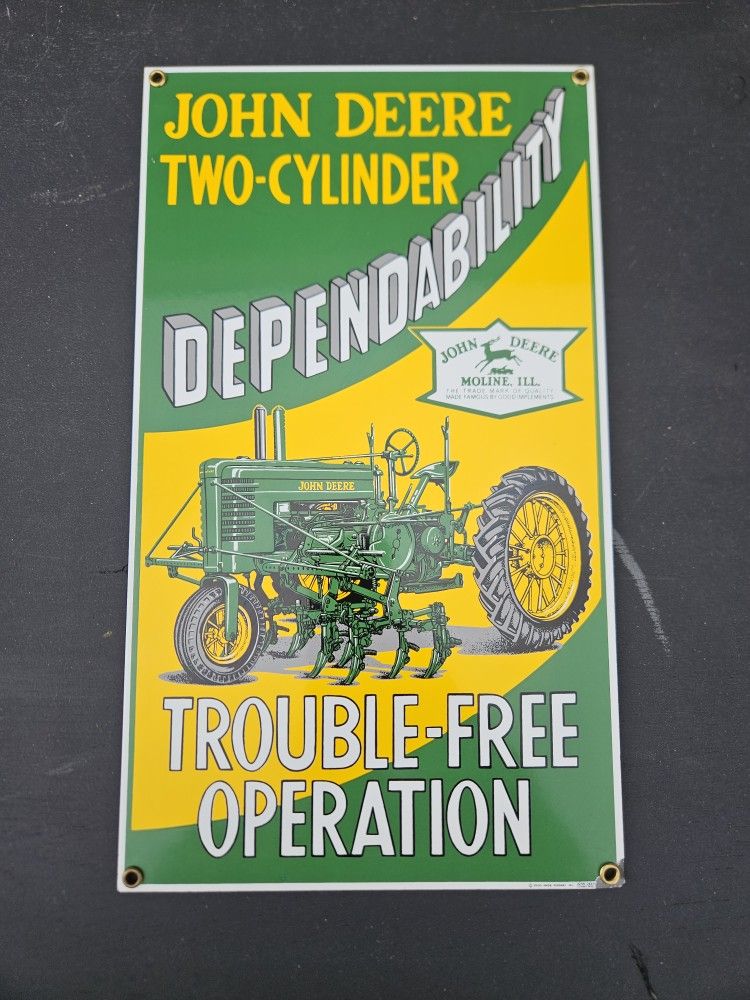 JOHN DEERE
TWO-CYLINDER
DEPENDABILITY
JOHN DEERE
MOLINE, ILL.
THE TRADE MARK OF QUALITY
MADE FAMOUS BY GOOD IMPLEMENTS
JOHN DEERE
TROUBLE-FREE
OPERATION